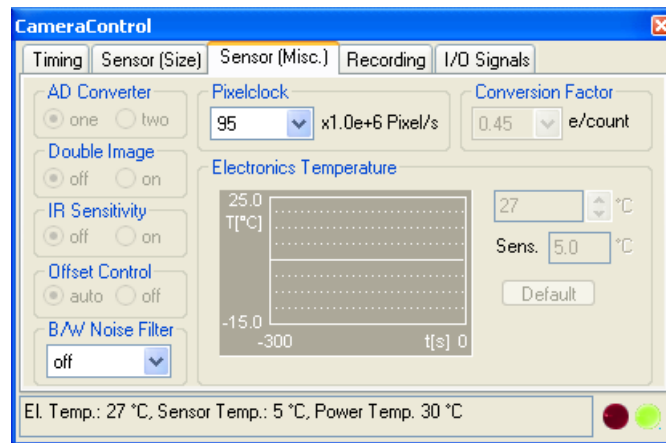 CameraControl
Timing Sensor (Size) Sensor (Misc.) Recording I/O Signals
AD Converter
one two
Pixelclock
95 x1.0e+6 Pixel/s
Conversion Factor
0.45 e/count
Double Image
off on
IR Sensitivity
off on
Offset Control
auto off
B/W Noise Filter
off
Electronics Temperature
25.0
T[°C]
-15.0
-300 t[s] 0
27 °C
Sens. 5.0 °C
Default
El. Temp.: 27 °C, Sensor Temp.: 5 °C, Power Temp. 30 °C